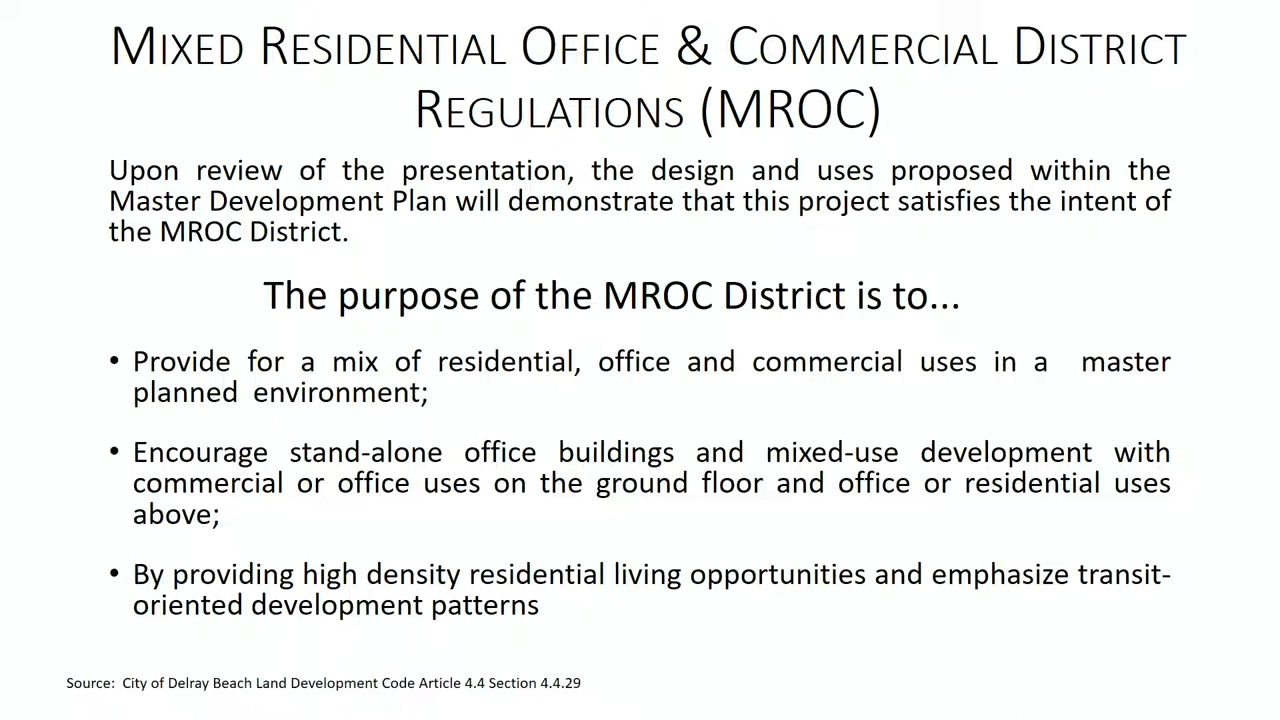 MIXED RESIDENTIAL OFFICE & COMMERCIAL DISTRICT
REGULATIONS (MROC)
Upon review of the presentation, the design and uses proposed within the
Master Development Plan will demonstrate that this project satisfies the intent of
the MROC District.
The purpose of the MROC District is to...
• Provide for a mix of residential, office and commercial uses in a master
planned environment;
• Encourage stand-alone office buildings and mixed-use development with
commercial or office uses on the ground floor and office or residential uses
above;
• By providing high density residential living opportunities and emphasize transit-
oriented development patterns
Source: City of Delray Beach Land Development Code Article 4.4 Section 4.4.29